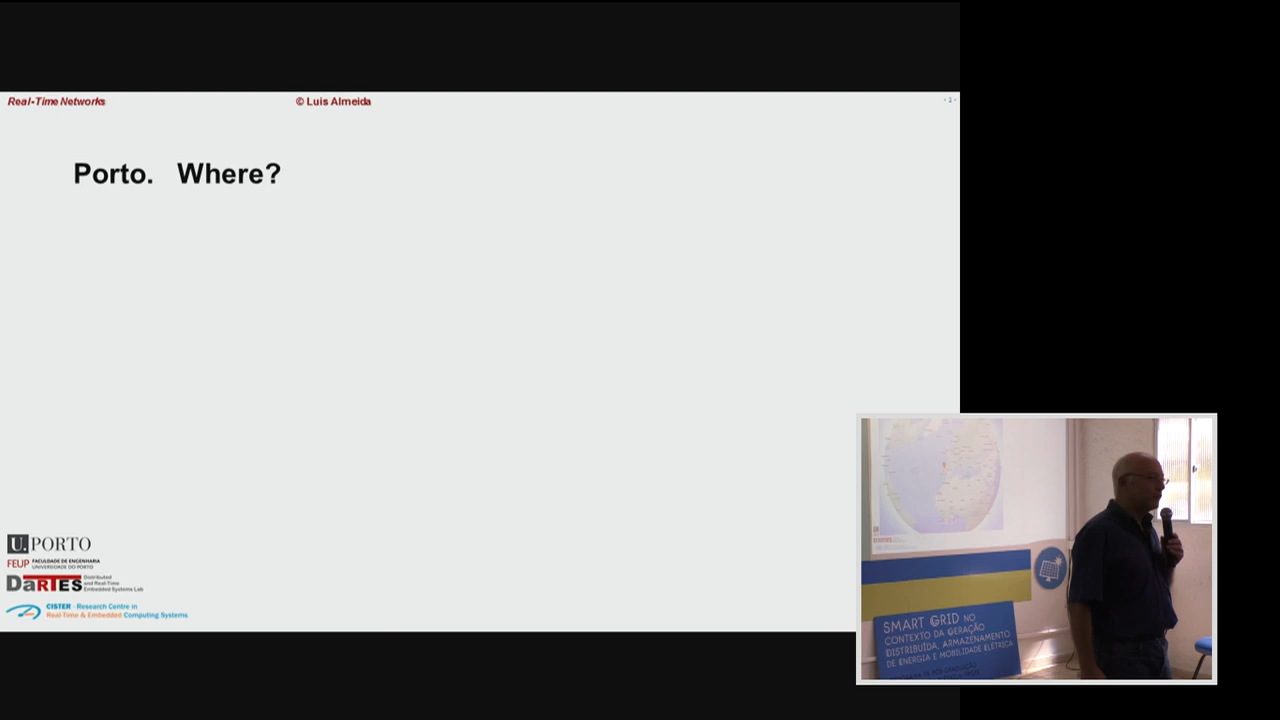 Real-Time Networks
© Luis Almeida
- 2 -
Porto. Where?
U. PORTO
FEUP FACULDADE DE ENGENHARIA
UNIVERSIDADE DO PORTO
DaRTES Distributed
and Real-Time
Embedded Systems Lab
CISTER - Research Centre in
Real-Time & Embedded Computing Systems
SMART GRID NO
CONTEXTO DA GERAÇÃO
DISTRIBUÍDA, ARMAZENAMENTO
DE ENERGIA E MOBILIDADE ELÉTRICA